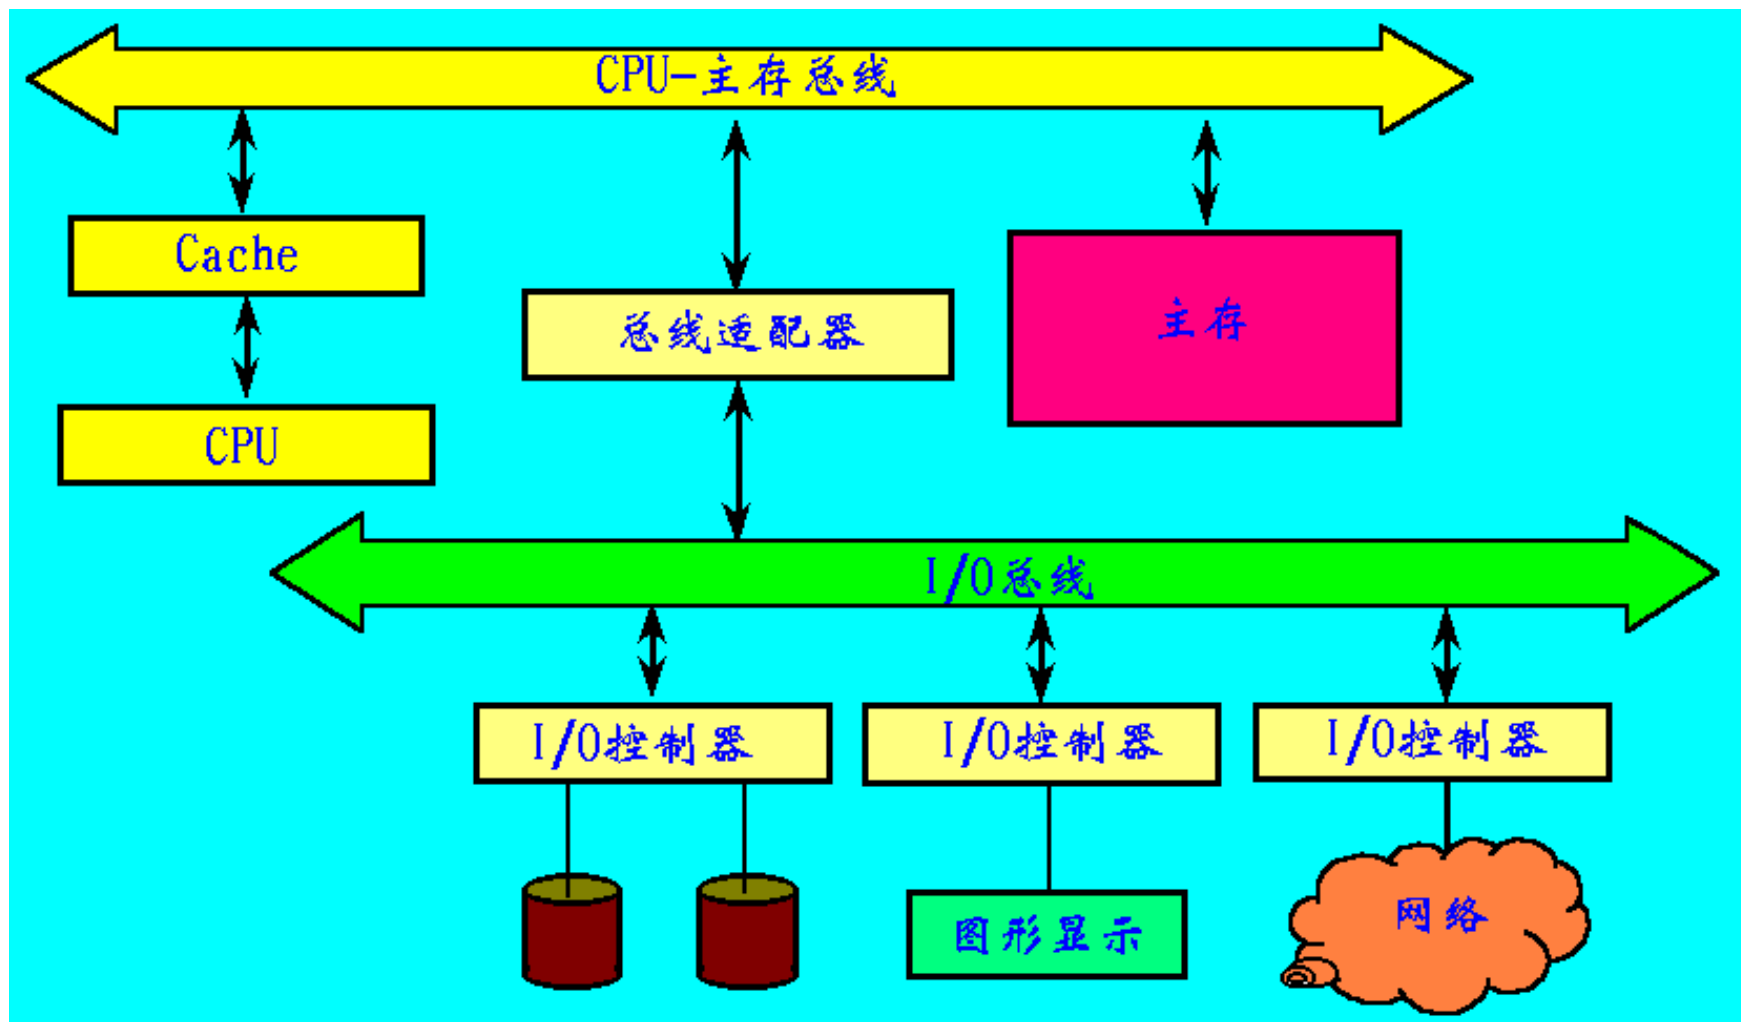 CPU-主存总线
Cache
总线适配器
主存
CPU
I/O总线
I/O控制器
I/O控制器
I/O控制器
图形显示
网络